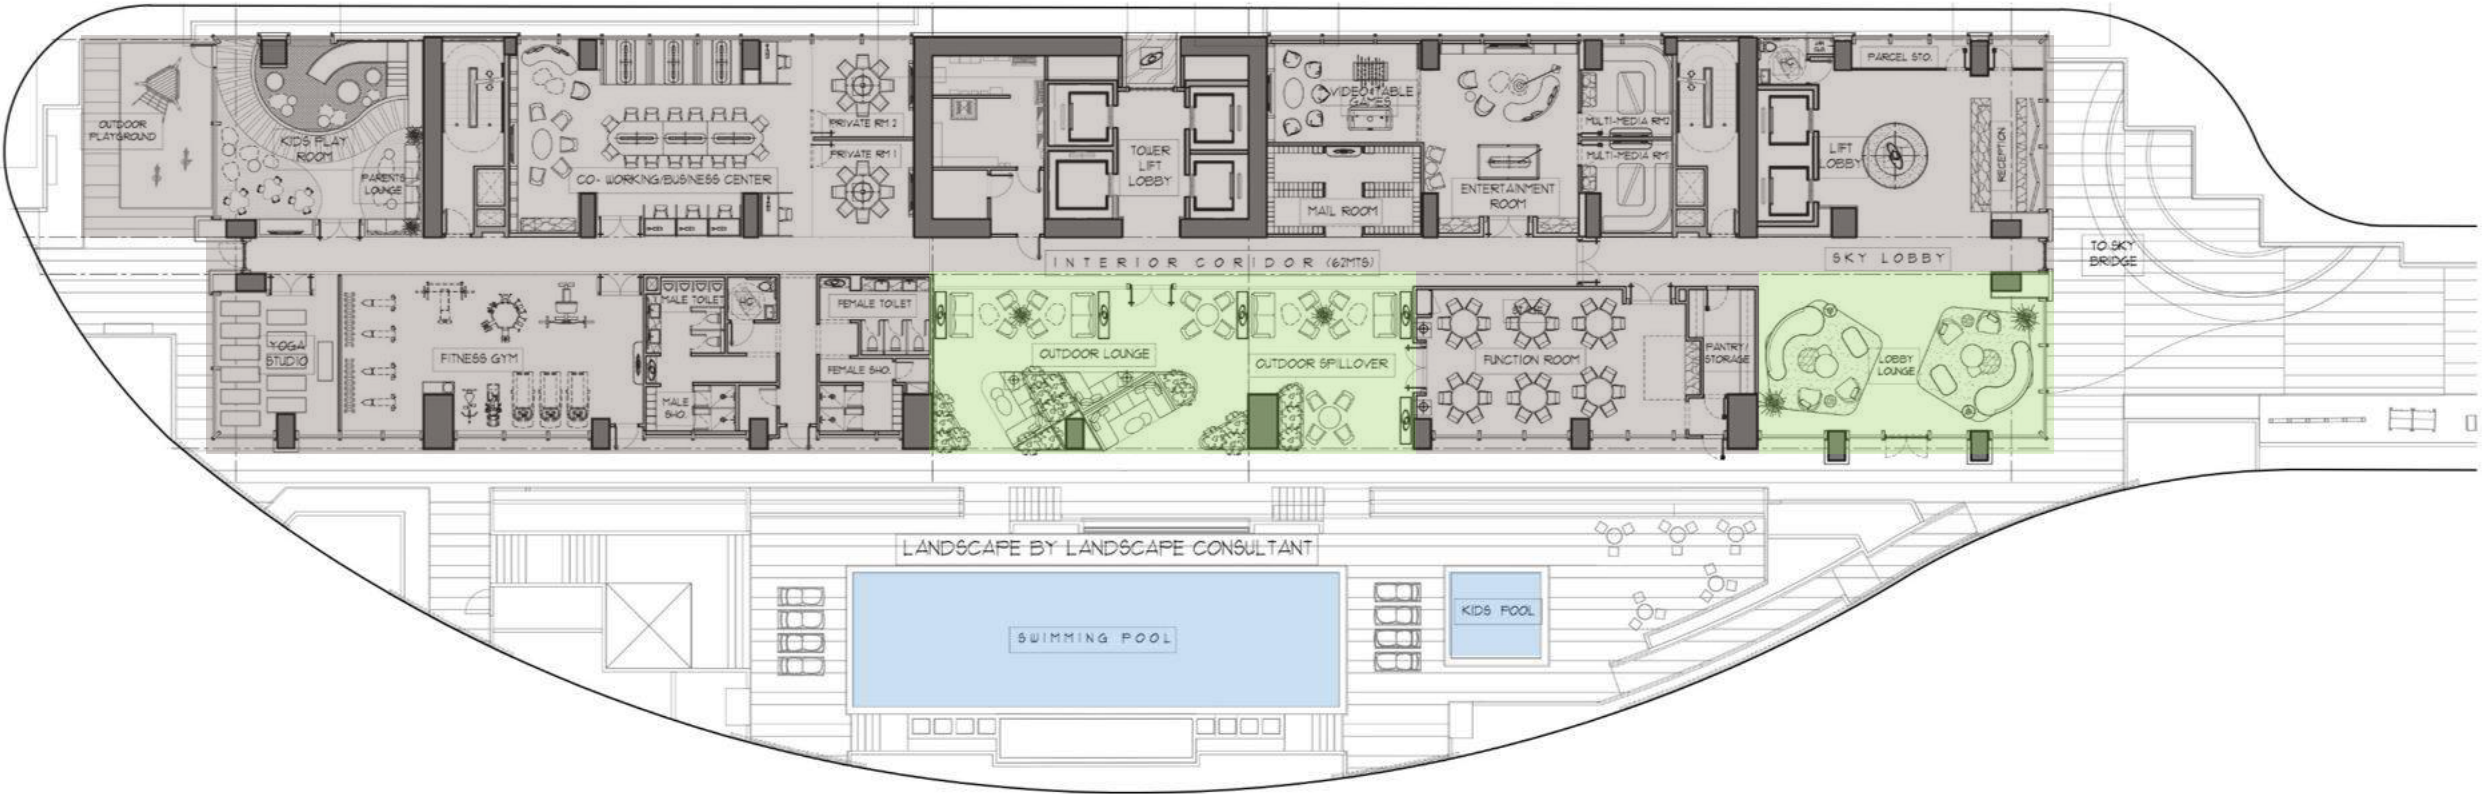 OUTDOOR
PLAYGROUND
KIDS PLAY
ROOM
PARENTS
LOUNGE
CO- WORKING/BUSINESS CENTER
PRIVATE RM 2
PRIVATE RM 1
TOWER
LIFT
LOBBY
VIDEO & TABLE
GAMES
MAIL ROOM
ENTERTAINMENT
ROOM
MULTI-MEDIA RM2
MULTI-MEDIA RM1
PARCEL STO.
LIFT
LOBBY
RECEPTION
INTERIOR CORIDOR (62MTS)
SKY LOBBY
TO SKY
BRIDGE
YOGA
STUDIO
FITNESS GYM
MALE TOILET
HC
MALE
SHO.
FEMALE TOILET
FEMALE SHO.
OUTDOOR LOUNGE
OUTDOOR SPILLOVER
FUNCTION ROOM
PANTRY/
STORAGE
LOBBY
LOUNGE
LANDSCAPE BY LANDSCAPE CONSULTANT
SWIMMING POOL
KIDS POOL